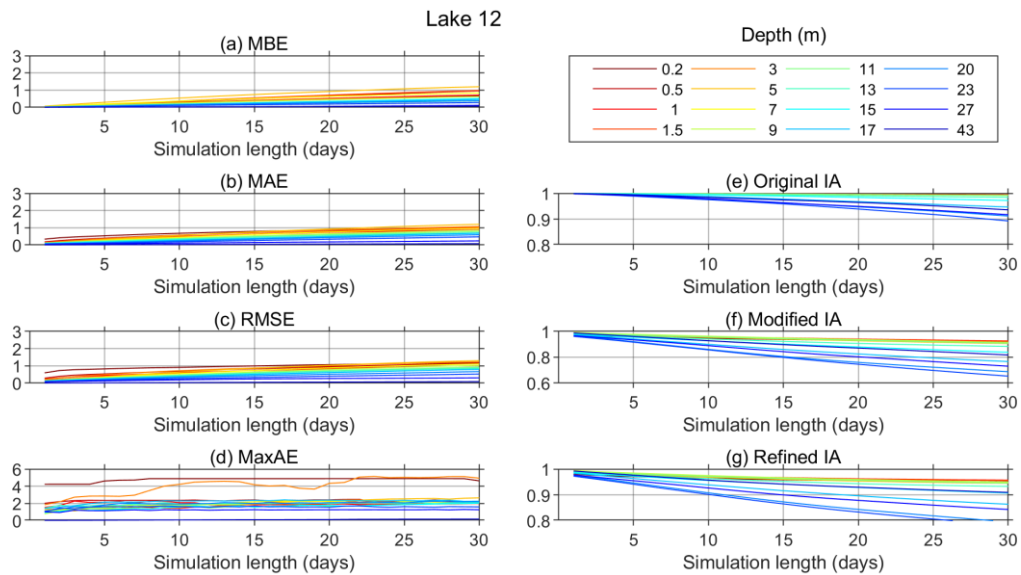 Lake 12
(a) MBE
3
2
1
0
5 10 15 20 25 30
Simulation length (days)
Depth (m)
0.2 3 11 20
0.5 5 13 23
1 7 15 27
1.5 9 17 43
(b) MAE
3
2
1
0
5 10 15 20 25 30
Simulation length (days)
(e) Original IA
1
0.9
0.8
5 10 15 20 25 30
Simulation length (days)
(c) RMSE
3
2
1
0
5 10 15 20 25 30
Simulation length (days)
(f) Modified IA
1
0.8
0.6
5 10 15 20 25 30
Simulation length (days)
(d) MaxAE
6
4
2
0
5 10 15 20 25 30
Simulation length (days)
(g) Refined IA
1
0.9
0.8
5 10 15 20 25 30
Simulation length (days)